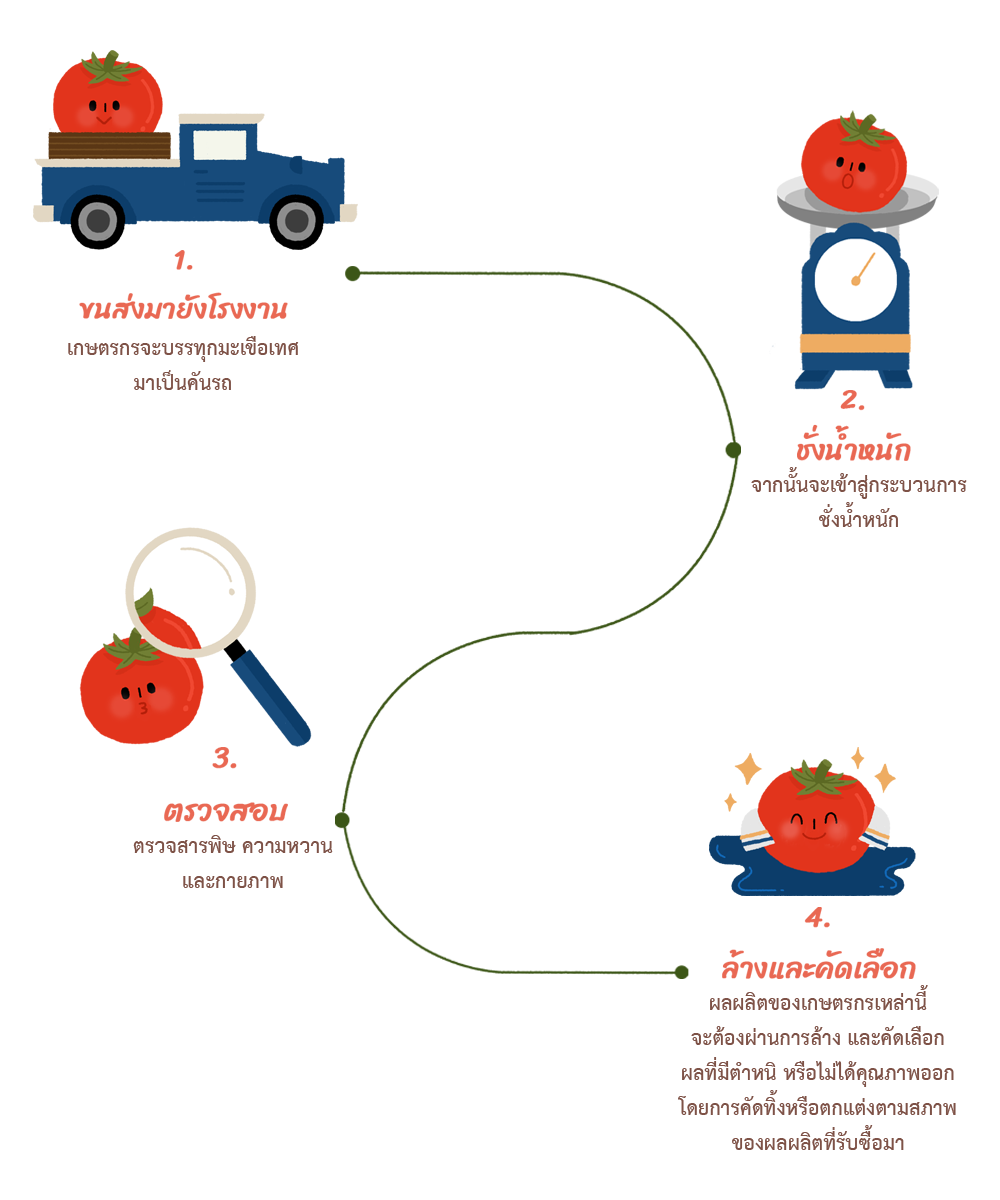 1.
ขนส่งมายังโรงงาน
เกษตรกรจะบรรทุกมะเขือเทศ
มาเป็นคันรถ
2.
ชั่งน้ำหนัก
จากนั้นจะเข้าสู่กระบวนการ
ชั่งน้ำหนัก
3.
ตรวจสอบ
ตรวจสารพิษ ความหวาน
และกายภาพ
4.
ล้างและคัดเลือก
ผลผลิตของเกษตรกรเหล่านี้
จะต้องผ่านการล้าง และคัดเลือก
ผลที่มีตำหนิ หรือไม่ได้คุณภาพออก
โดยการคัดทิ้งหรือตกแต่งตามสภาพ
ของผลผลิตที่รับซื้อมา